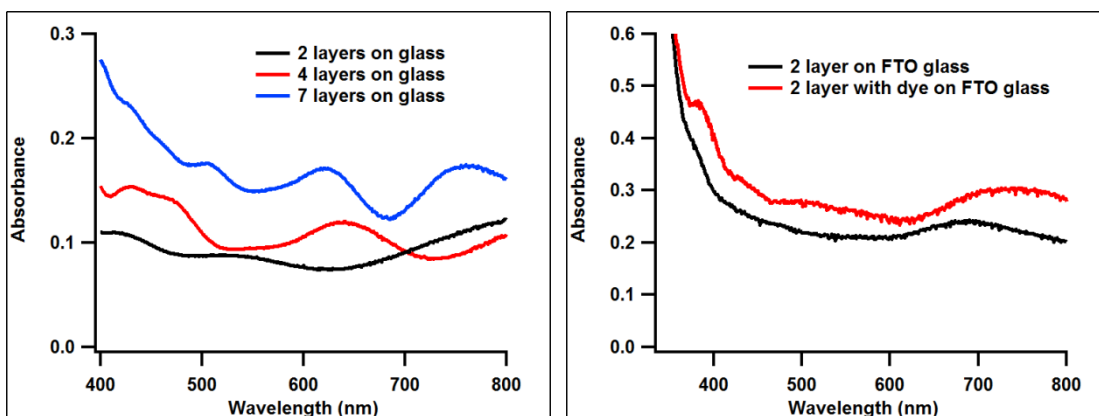 0.3
0.2
0.1
0.0
Absorbance
2 layers on glass
4 layers on glass
7 layers on glass
400 500 600 700 800
Wavelength (nm)
0.6
0.5
0.4
0.3
0.2
0.1
0.0
Absorbance
2 layer on FTO glass
2 layer with dye on FTO glass
400 500 600 700 800
Wavelength (nm)